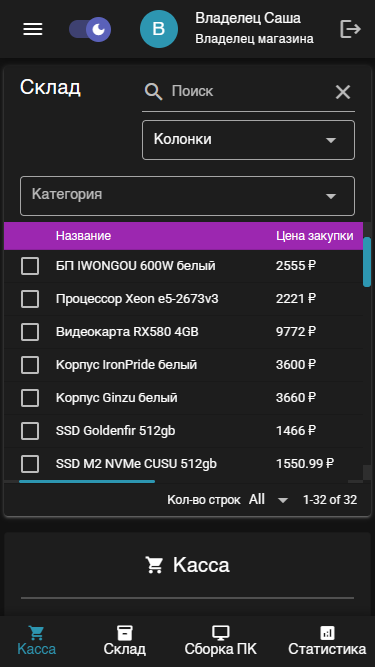 В
Владелец Саша
Владелец магазина
Склад
Поиск
Колонки
Категория
Название Цена закупки
БП IWONGOU 600W белый 2555 ₽
Процессор Xeon e5-2673v3 2221 ₽
Видеокарта RX580 4GB 9772 ₽
Корпус IronPride белый 3600 ₽
Корпус Ginzu белый 3660 ₽
SSD Goldenfir 512gb 1466 ₽
SSD M2 NVMe CUSU 512gb 1550.99 ₽
Кол-во строк All 1-32 of 32
Касса
Касса Склад Сборка ПК Статистика